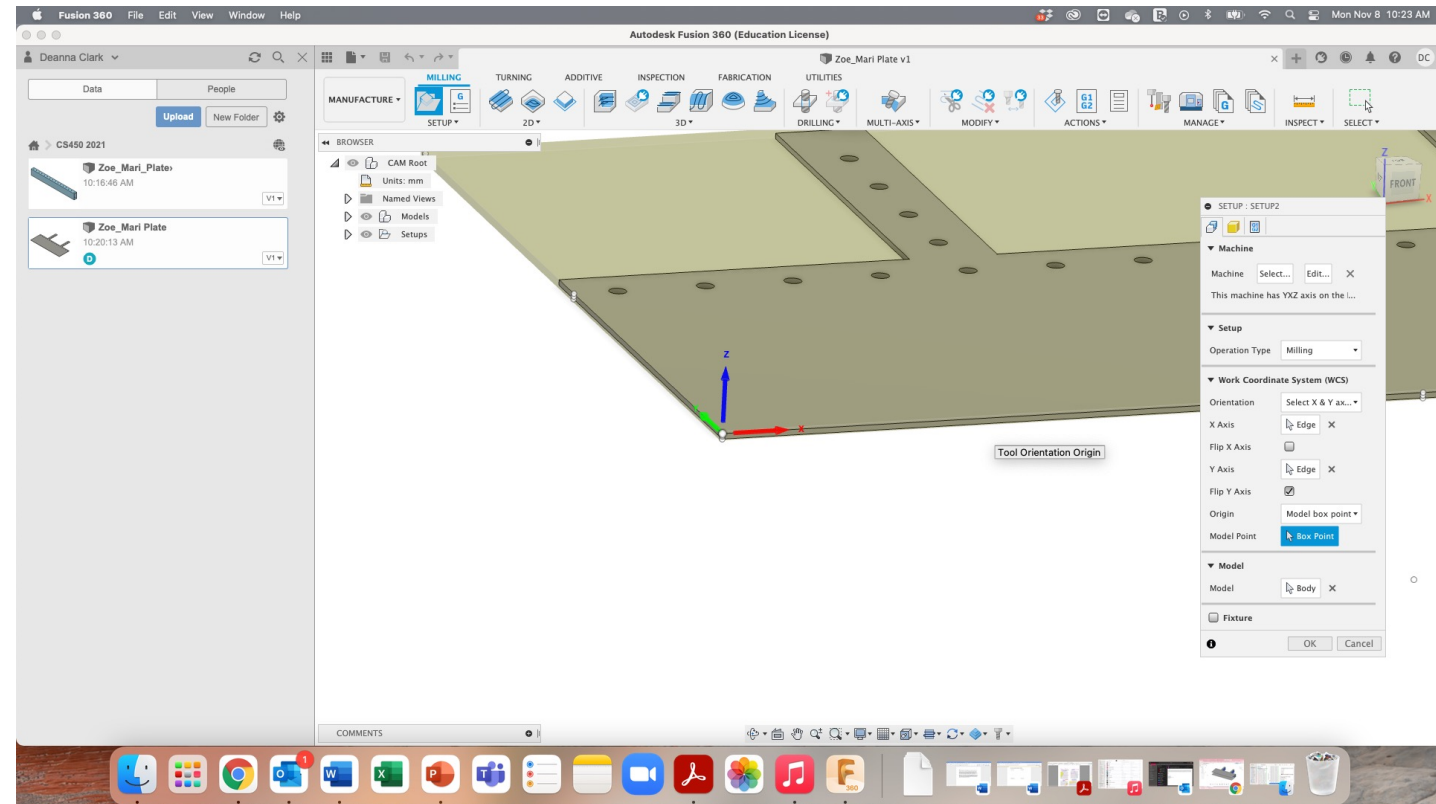 Fusion 360 File Edit View Window Help
Mon Nov 8 10:23 AM
Autodesk Fusion 360 (Education License)
Deanna Clark
Zoe_Mari Plate v1
DC
Data People
Upload New Folder
CS450 2021
Zoe_Mari_Plate›
10:16:46 AM
V1
Zoe_Mari Plate
10:20:13 AM
D
V1
MILLING TURNING ADDITIVE INSPECTION FABRICATION UTILITIES
MANUFACTURE
G
G1
G2
G
SETUP 2D 3D DRILLING MULTI-AXIS MODIFY ACTIONS MANAGE INSPECT SELECT
BROWSER
CAM Root
Units: mm
Named Views
Models
Setups
Z
FRONT
X
Z
X
Tool Orientation Origin
SETUP : SETUP2
Machine
Machine Select... Edit...
This machine has YXZ axis on the
Setup
Operation Type Milling
Work Coordinate System (WCS)
Orientation Select X & Y ax...
X Axis Edge
Flip X Axis
Y Axis Edge
Flip Y Axis
Origin Model box point
Model Point Box Point
Model
Model Body
Fixture
OK Cancel
COMMENTS
1
360